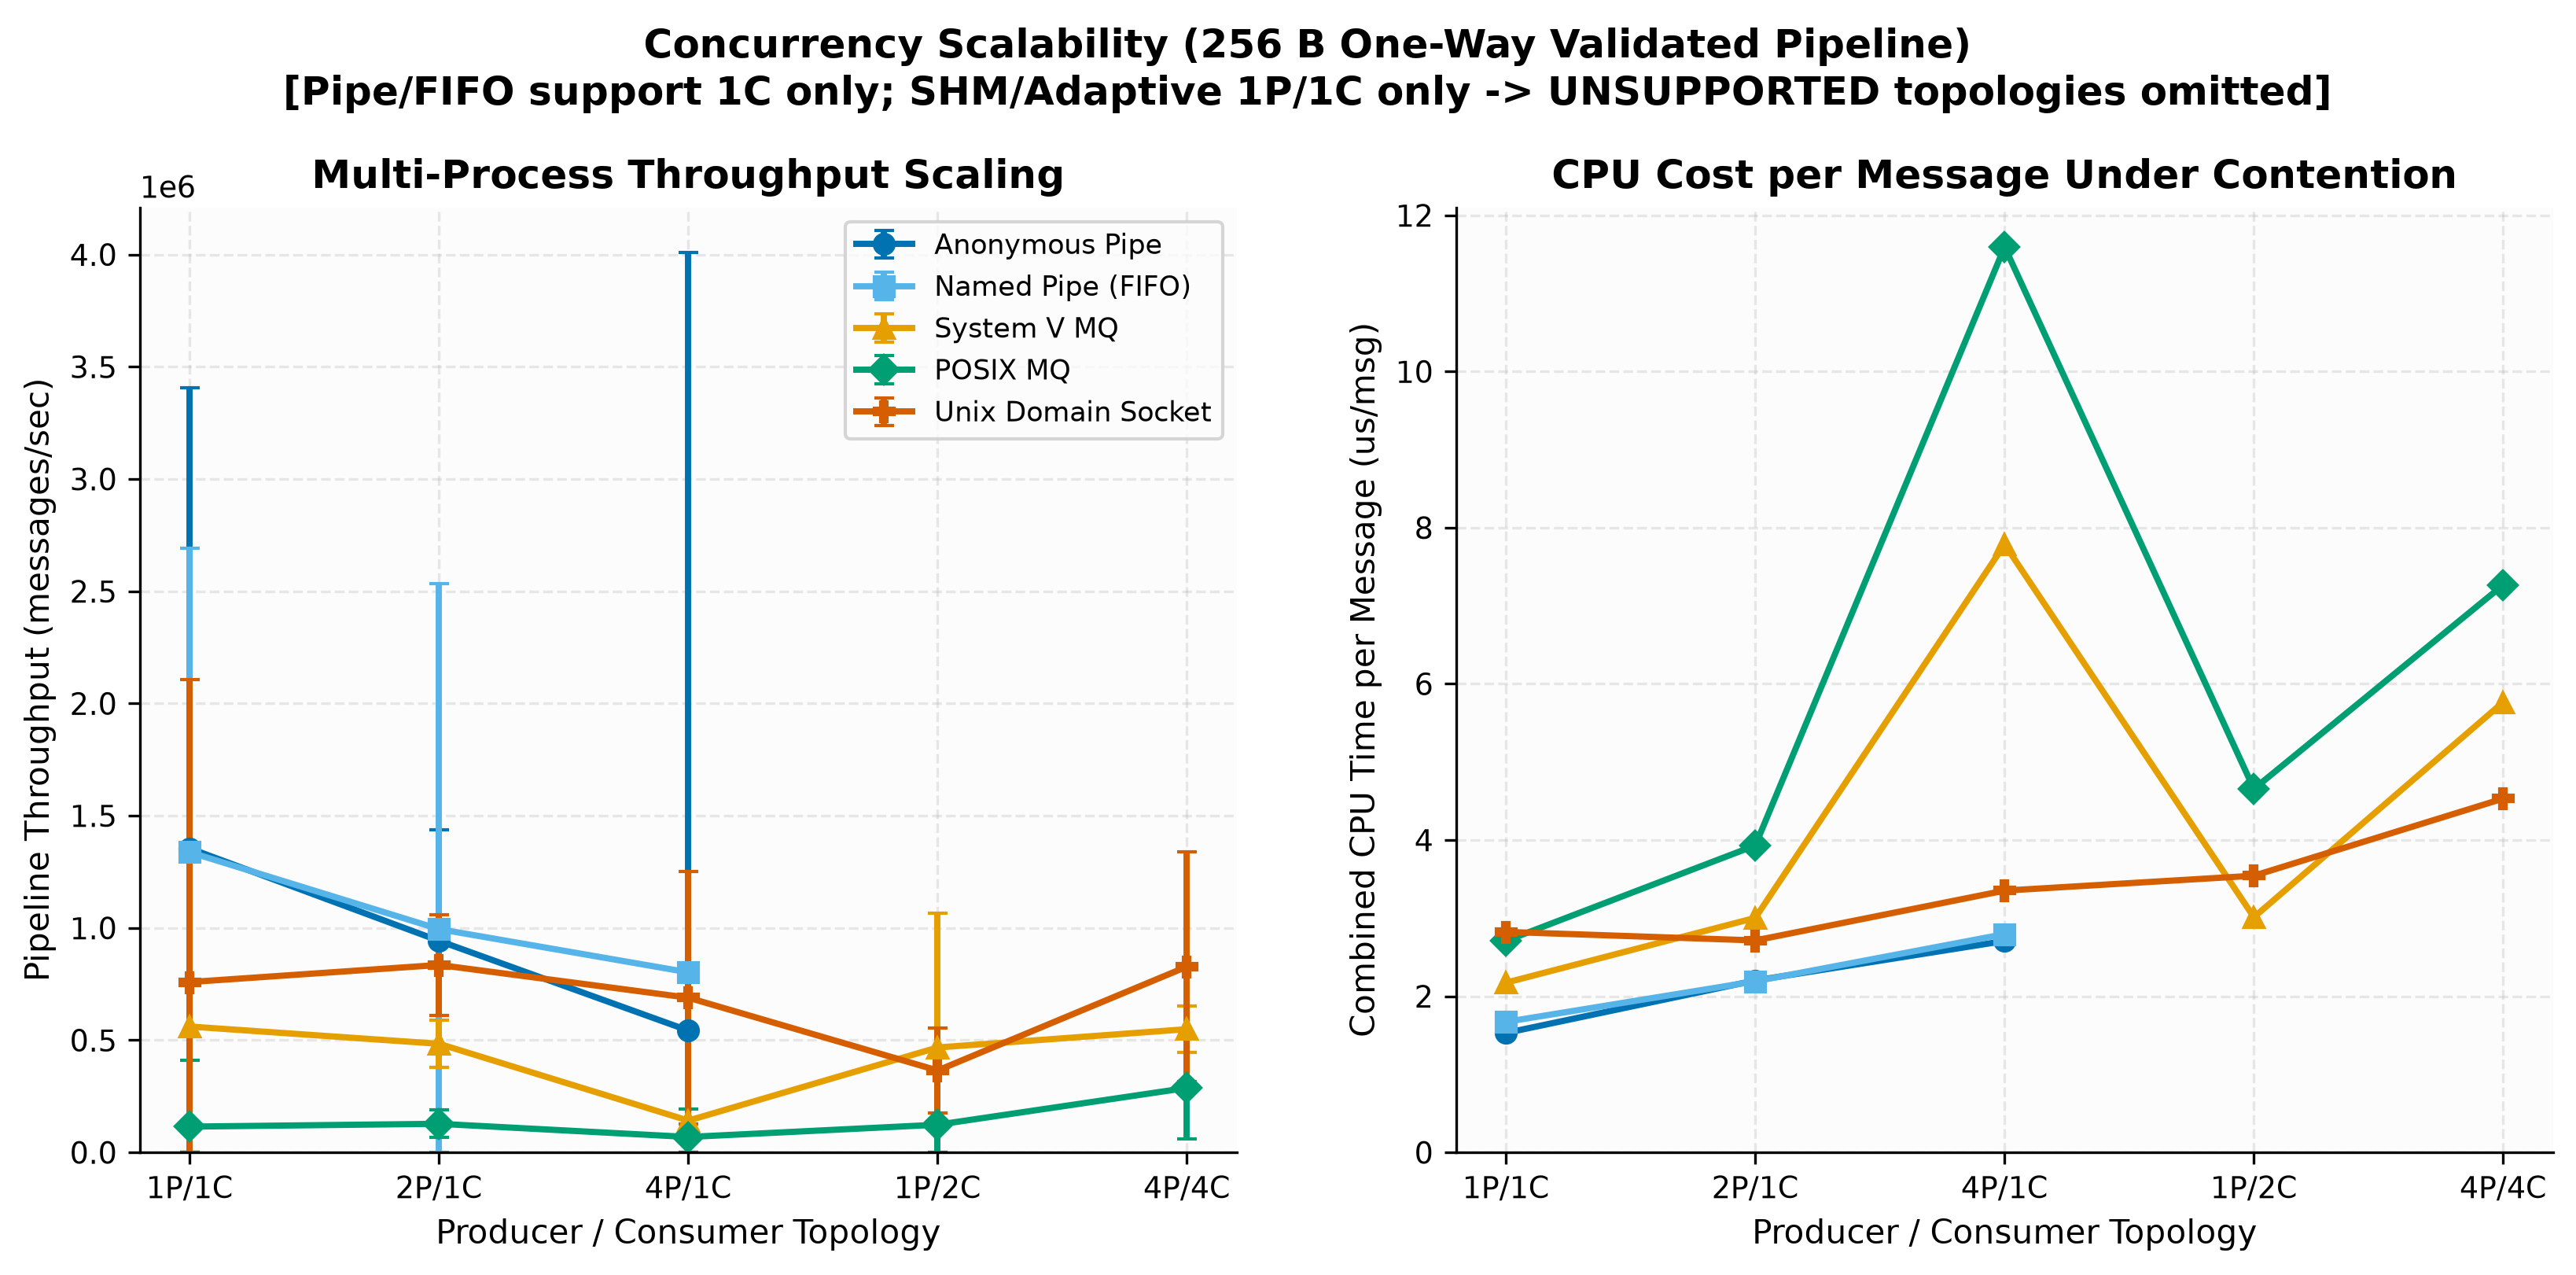 Concurrency Scalability (256 B One-Way Validated Pipeline)
[Pipe/FIFO support 1C only; SHM/Adaptive 1P/1C only -> UNSUPPORTED topologies omitted]
Multi-Process Throughput Scaling
1e6
Pipeline Throughput (messages/sec)
4.0
3.5
3.0
2.5
2.0
1.5
1.0
0.5
0.0
Anonymous Pipe
Named Pipe (FIFO)
System V MQ
POSIX MQ
Unix Domain Socket
1P/1C
2P/1C
4P/1C
1P/2C
4P/4C
Producer / Consumer Topology
CPU Cost per Message Under Contention
Combined CPU Time per Message (us/msg)
12
10
8
6
4
2
0
1P/1C
2P/1C
4P/1C
1P/2C
4P/4C
Producer / Consumer Topology